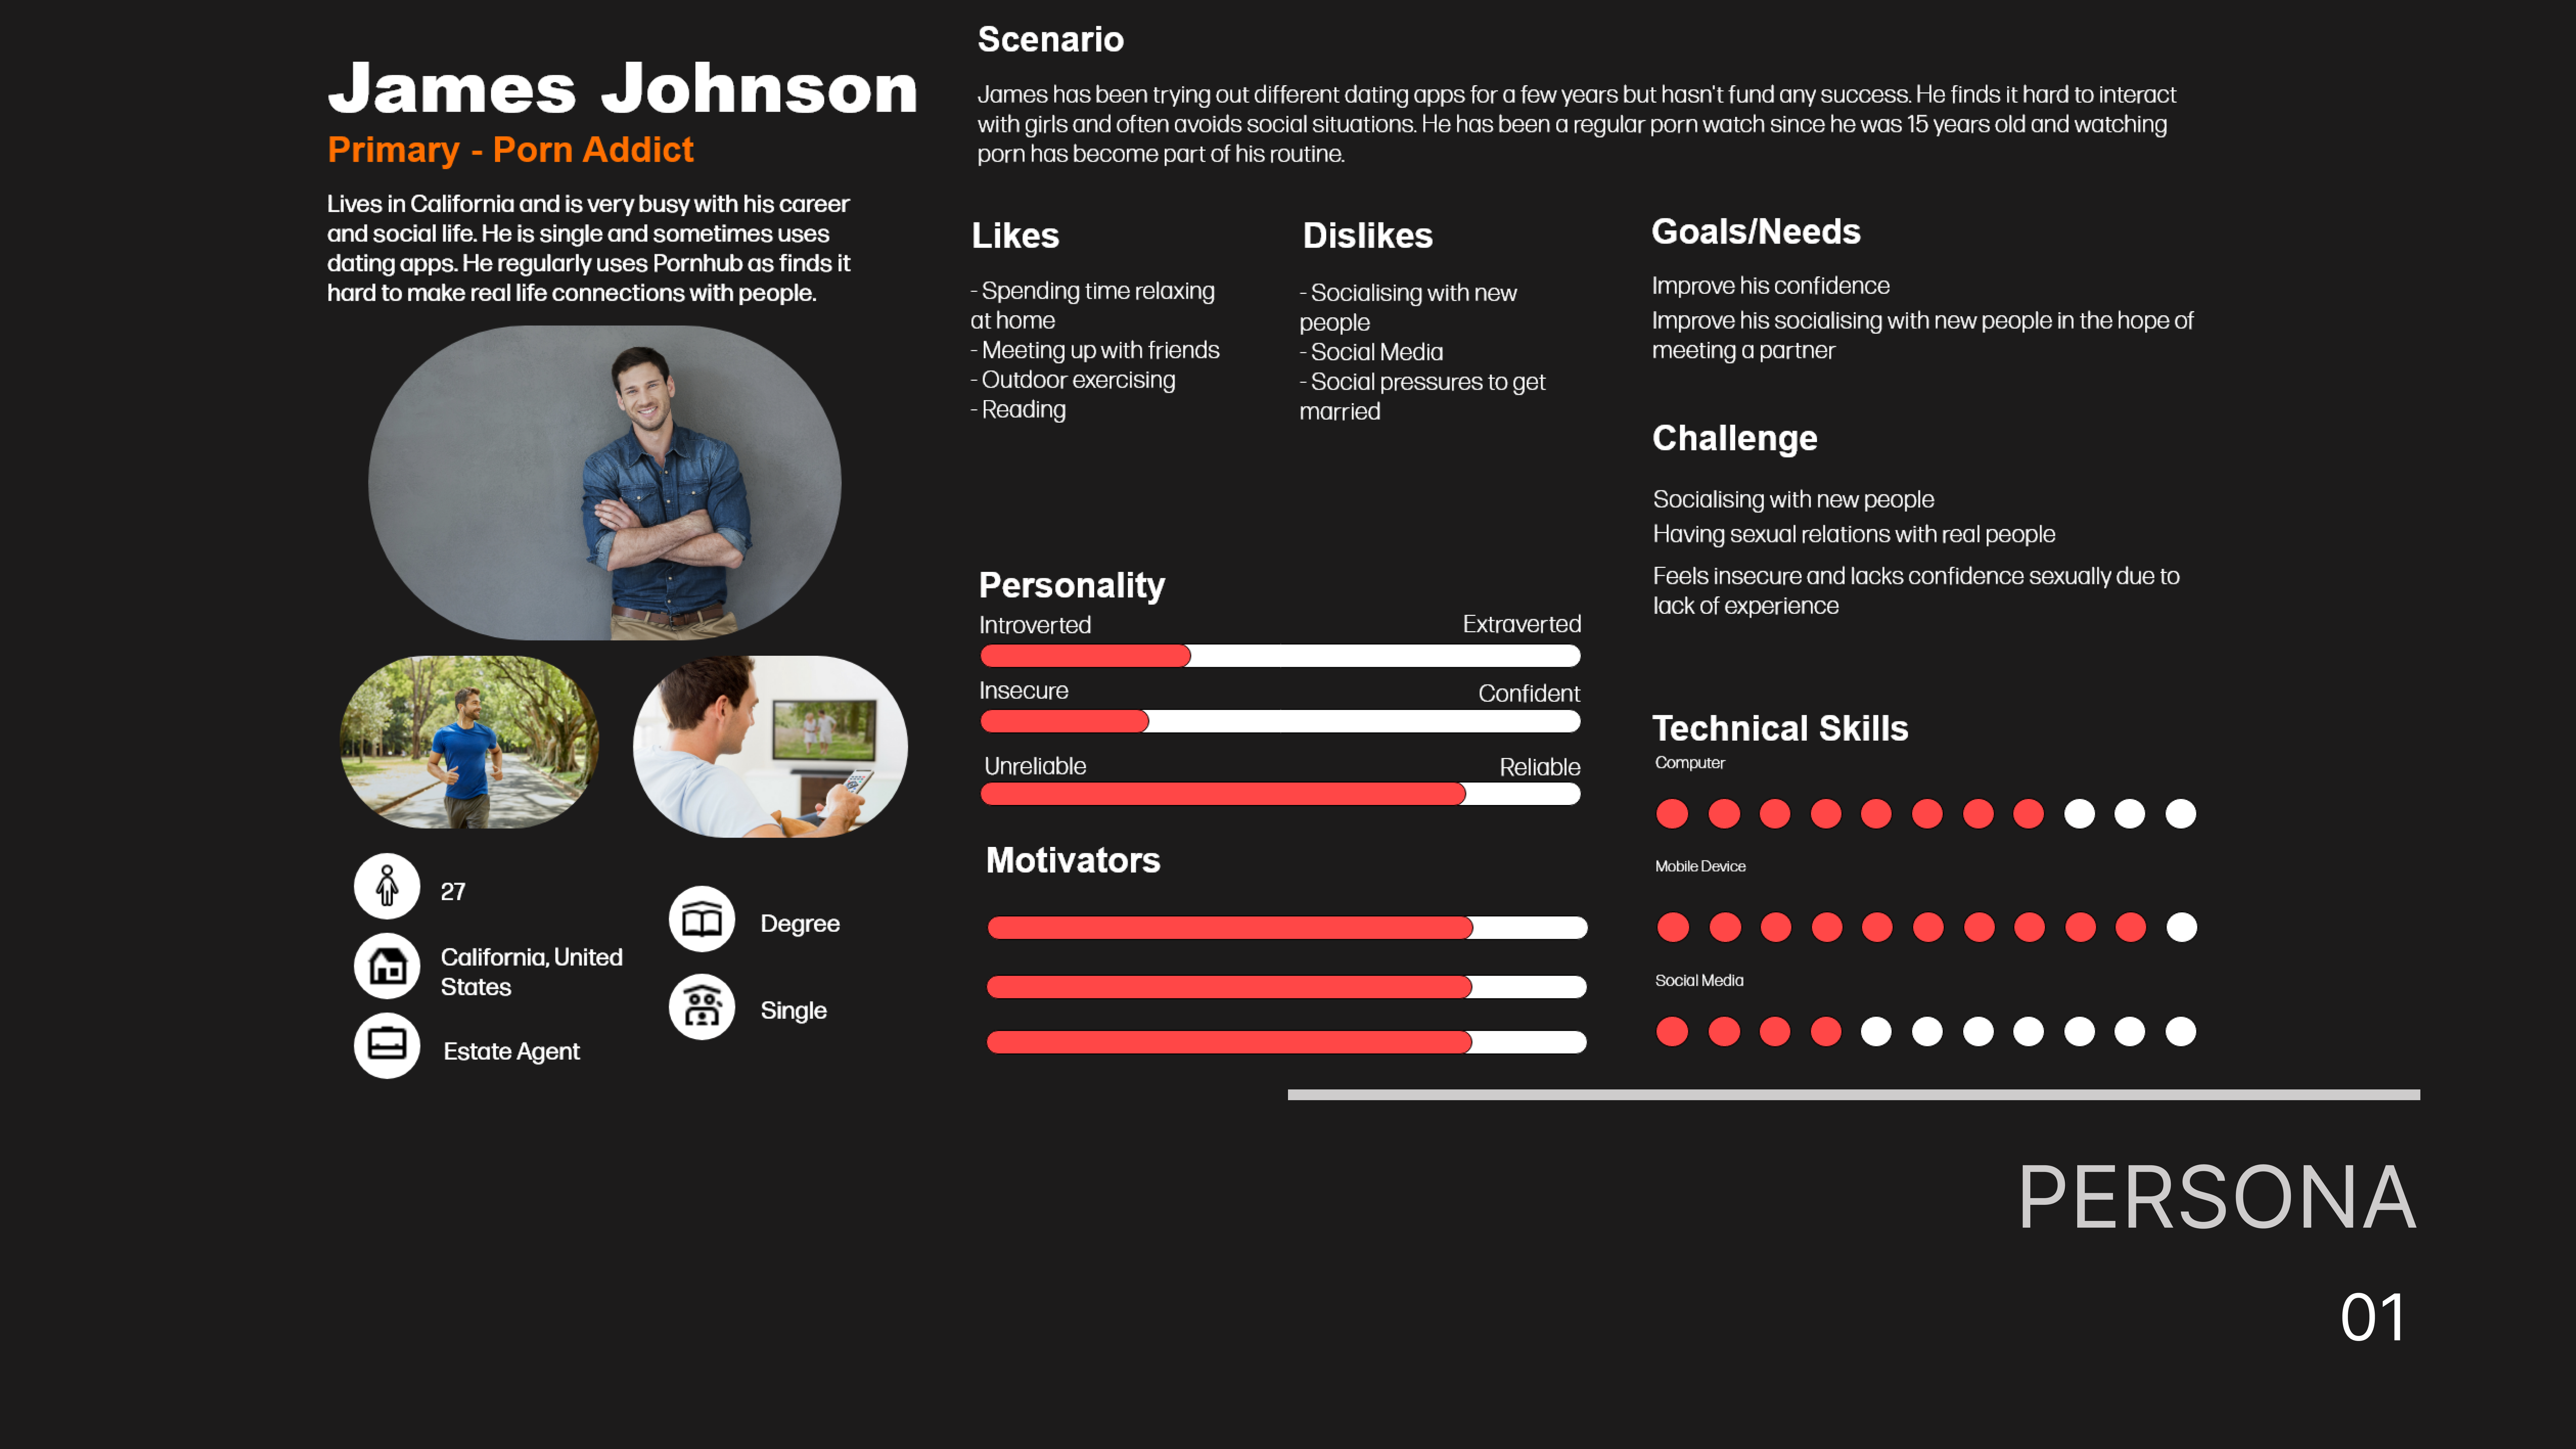 James Johnson
Primary - Porn Addict
Lives in California and is very busy with his career
and social life. He is single and sometimes uses
dating apps. He regularly uses Pornhub as finds it
hard to make real life connections with people.
27
California, United
States
Estate Agent
Degree
Single
Scenario
James has been trying out different dating apps for a few years but hasn't fund any success. He finds it hard to interact
with girls and often avoids social situations. He has been a regular porn watch since he was 15 years old and watching
porn has become part of his routine.
Likes
- Spending time relaxing
at home
- Meeting up with friends
- Outdoor exercising
- Reading
Dislikes
- Socialising with new
people
- Social Media
- Social pressures to get
married
Personality
Introverted Extraverted
Insecure Confident
Unreliable Reliable
Motivators
Goals/Needs
Improve his confidence
Improve his socialising with new people in the hope of
meeting a partner
Challenge
Socialising with new people
Having sexual relations with real people
Feels insecure and lacks confidence sexually due to
lack of experience
Technical Skills
Computer
Mobile Device
Social Media
PERSONA
01